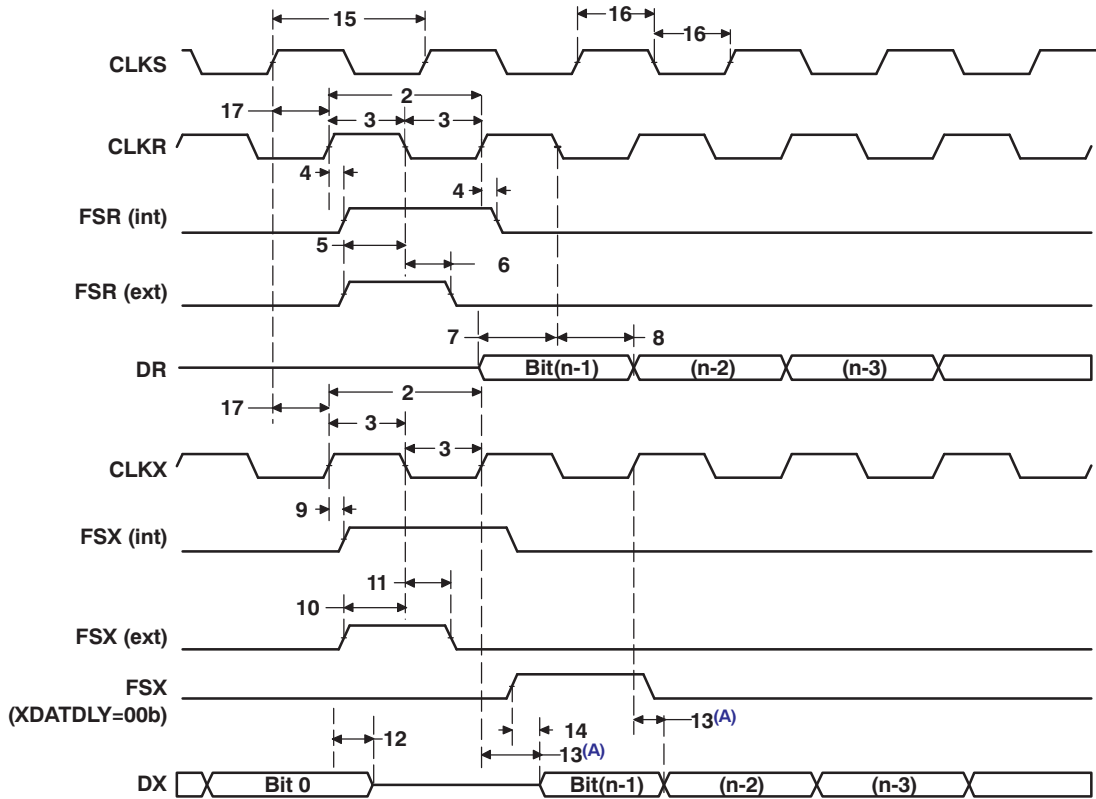 15
16
16
CLKS
2
17
3
3
CLKR
4
4
FSR (int)
5
6
FSR (ext)
7
8
DR
Bit(n-1)
(n-2)
(n-3)
2
17
3
3
CLKX
9
FSX (int)
11
10
FSX (ext)
FSX
(XDATDLY=00b)
13(A)
14
12
13(A)
DX
Bit 0
Bit(n-1)
(n-2)
(n-3)